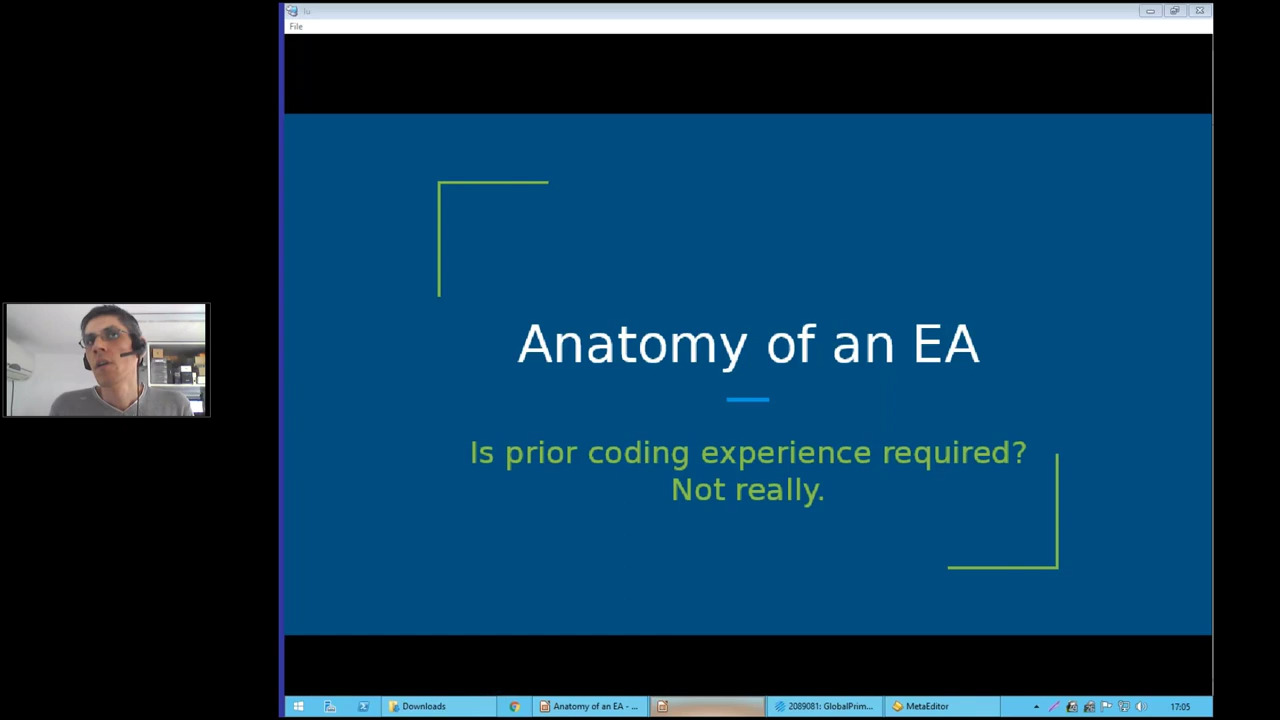 File
Anatomy of an EA
Is prior coding experience required?
Not really.
Downloads
Anatomy of an EA - ...
2089081: GlobalPrim...
MetaEditor
17:05